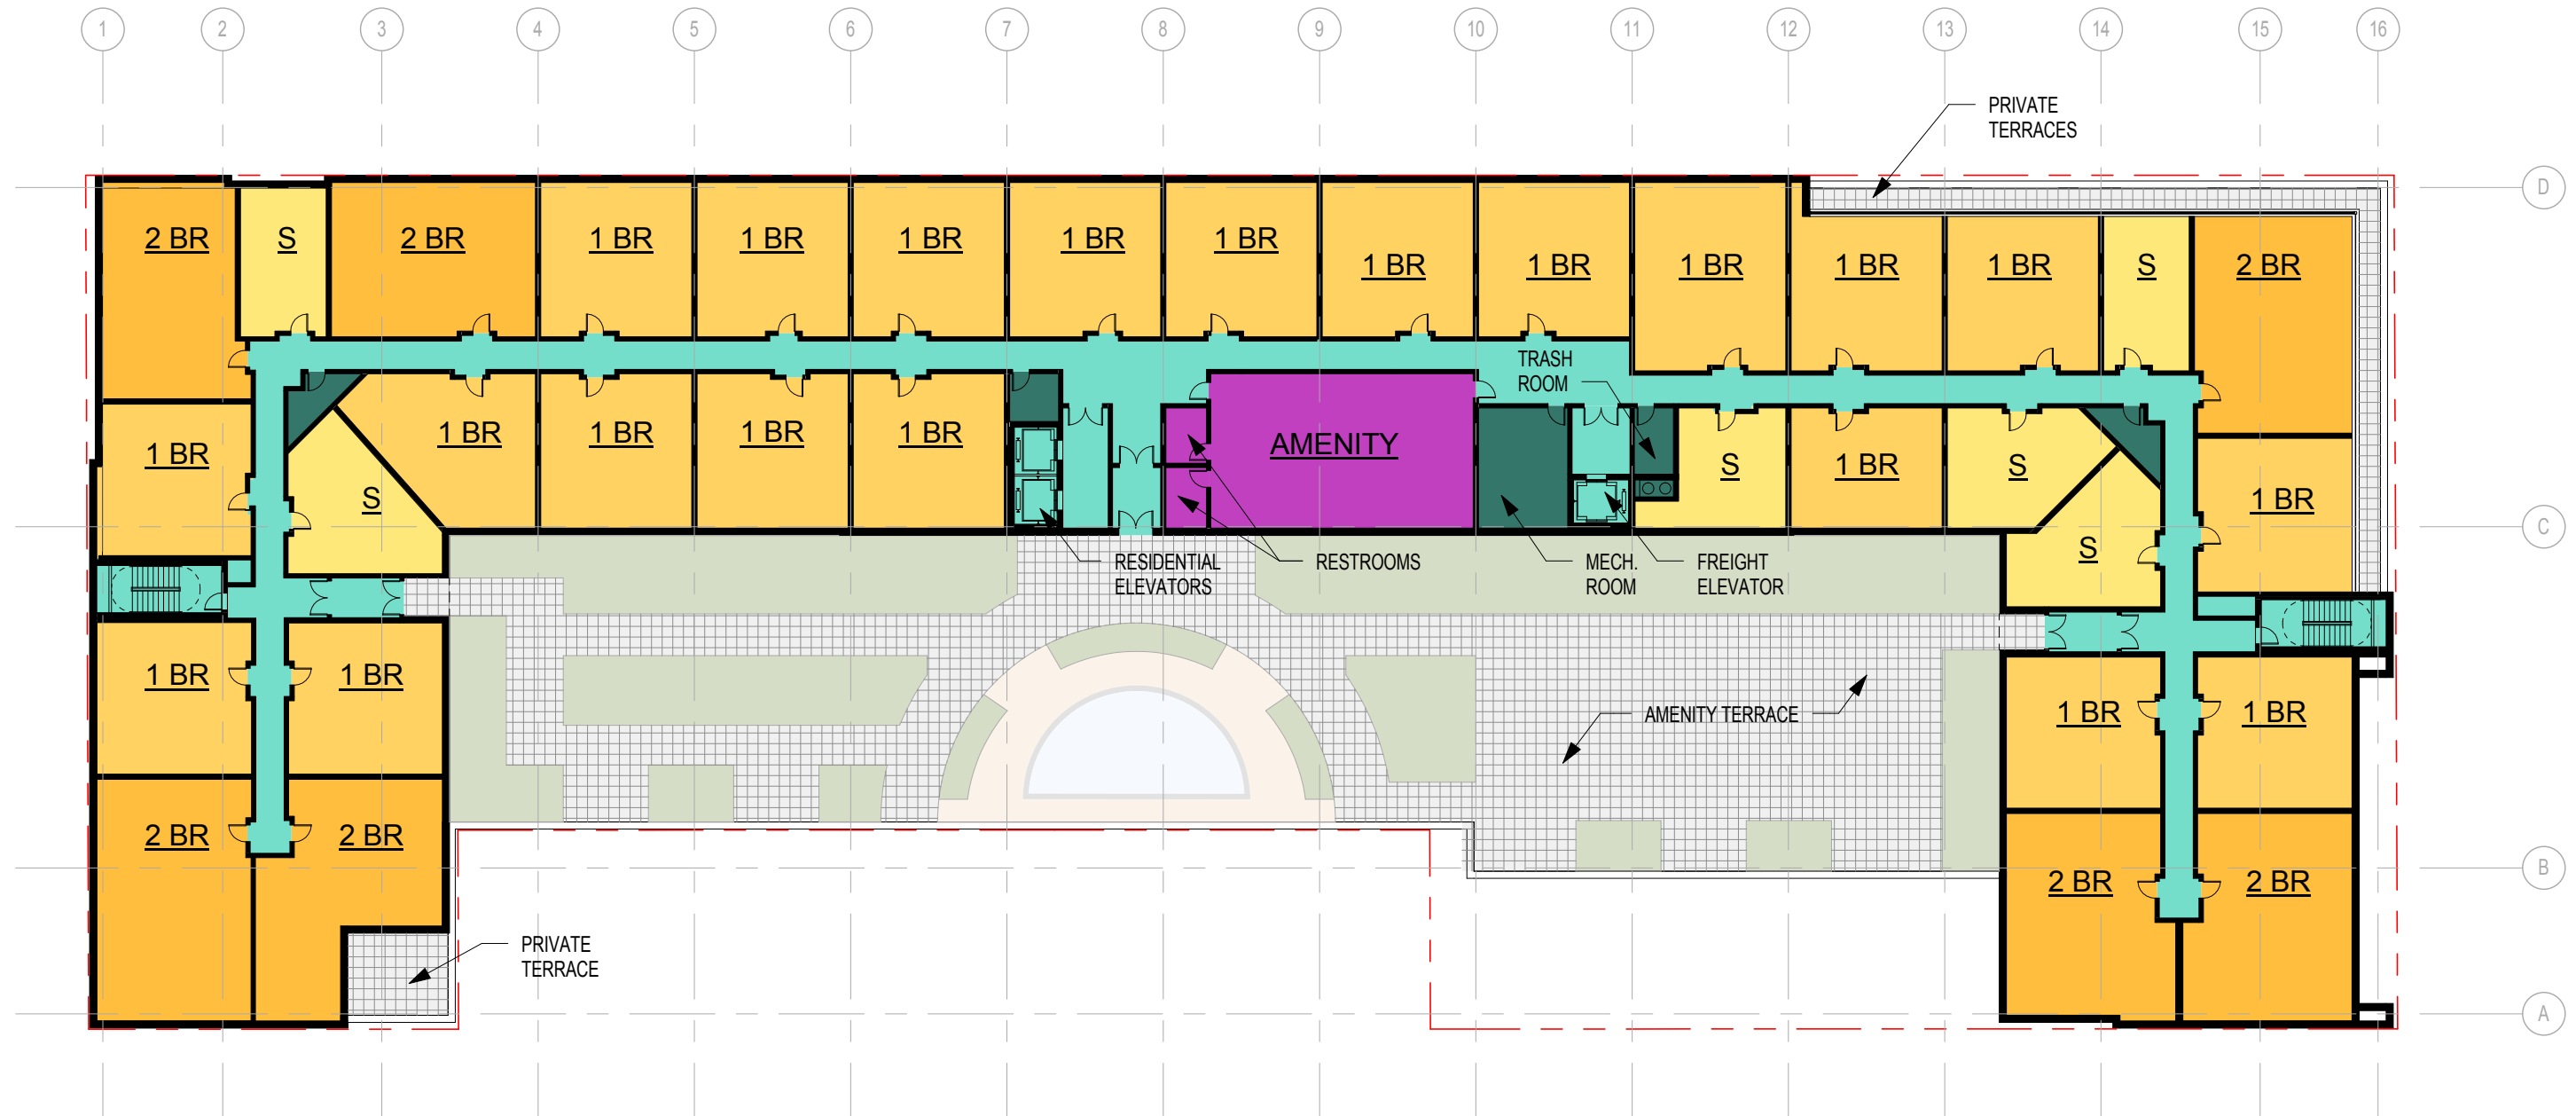 1 2 3 4 5 6 7 8 9 10 11 12 13 14 15 16
PRIVATE
TERRACES
D
2 BR S 2 BR 1 BR 1 BR 1 BR 1 BR 1 BR
1 BR 1 BR 1 BR 1 BR 1 BR S 2 BR
TRASH
ROOM
1 BR 1 BR 1 BR 1 BR AMENITY
1 BR S 1 BR S
S 1 BR
C
RESIDENTIAL
ELEVATORS
RESTROOMS
MECH.
ROOM
FREIGHT
ELEVATOR
S
1 BR 1 BR
AMENITY TERRACE
1 BR 1 BR
2 BR 2 BR
B
2 BR 2 BR
PRIVATE
TERRACE
A